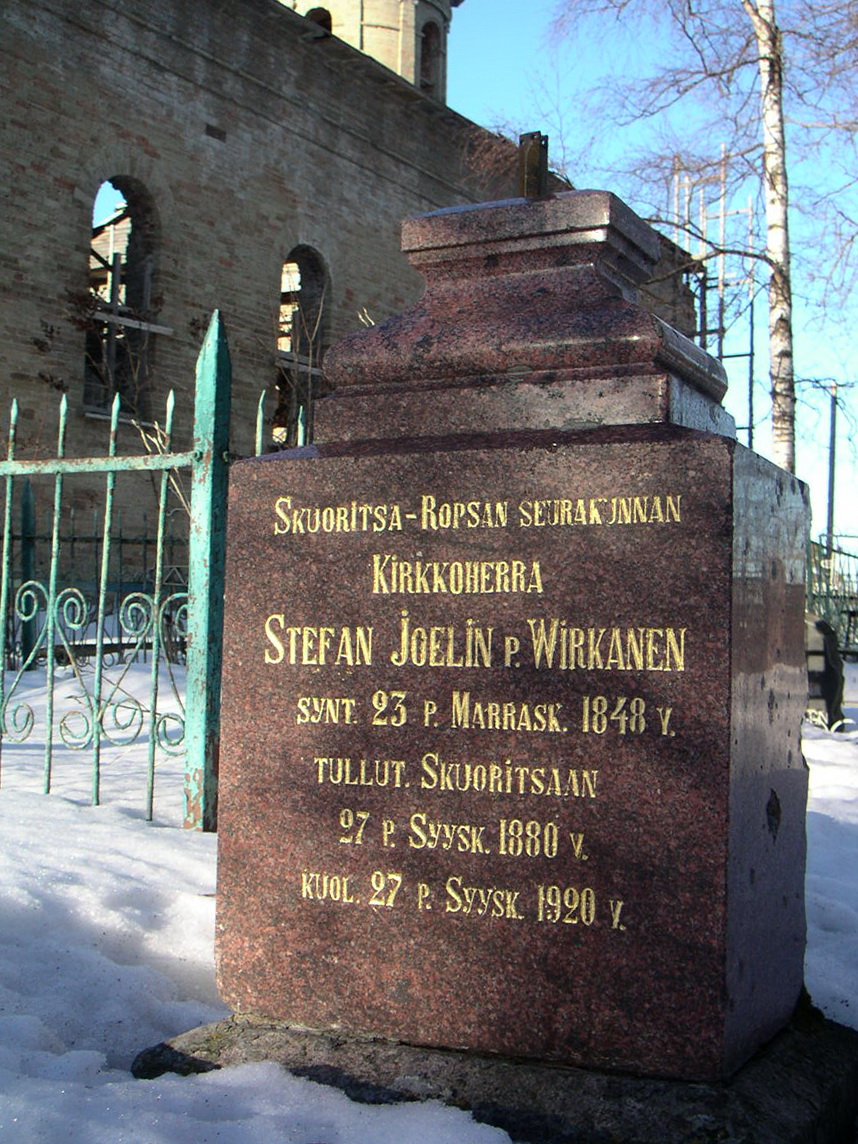 Skuoritsa-Ropsan seurakunnan
Kirkkoherra
Stefan Joelin p. Wirkanen
synt. 23 p. Marrask. 1848 v.
tullut. Skuoritsaan
27 p. Syysk. 1880 v.
kuol. 27 p. Syysk. 1920 v.